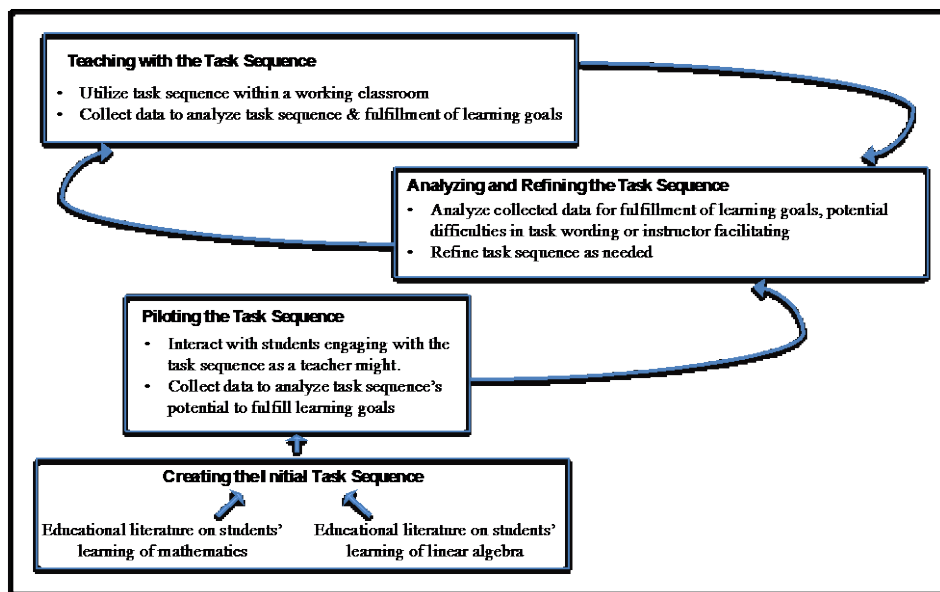 Teaching with the Task Sequence
• Utilize task sequence within a working classroom
• Collect data to analyze task sequence & fulfillment of learning goals
Analyzing and Refining the Task Sequence
• Analyze collected data for fulfillment of learning goals, potential
difficulties in task wording or instructor facilitating
• Refine task sequence as needed
Piloting the Task Sequence
• Interact with students engaging with the
task sequence as a teacher might.
• Collect data to analyze task sequence's
potential to fulfill learning goals
Creating the Initial Task Sequence
Educational literature on students'
learning of mathematics
Educational literature on students'
learning of linear algebra